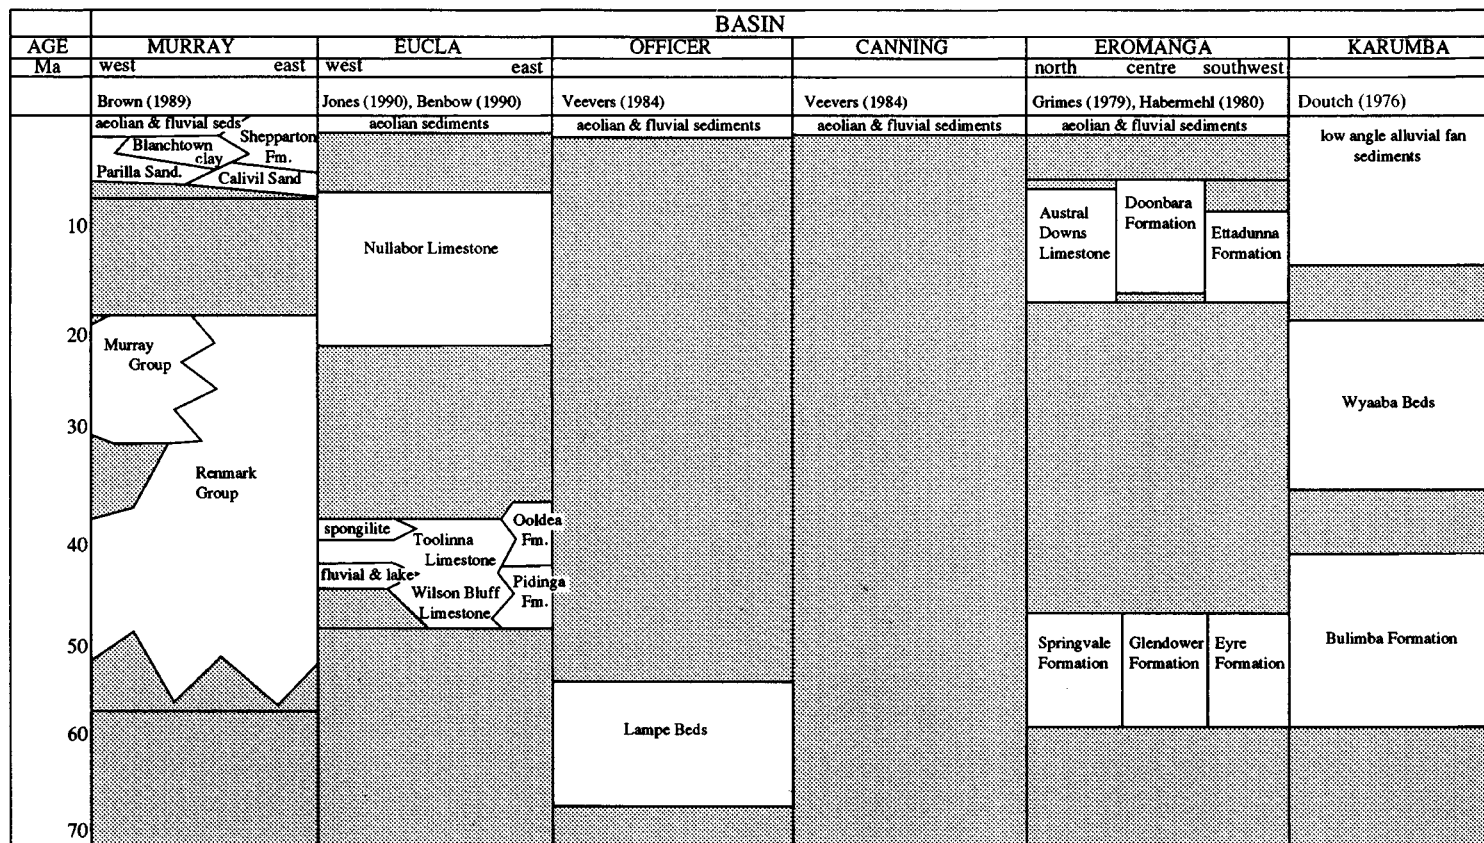 BASIN
AGE MURRAY EUCLA OFFICER CANNING EROMANGA KARUMBA
Ma west east west east north centre southwest
Brown (1989) Jones (1990), Benbow (1990) Veevers (1984) Veevers (1984) Grimes (1979), Habermehl (1980) Doutch (1976)
aeolian & fluvial seds aeolian sediments aeolian & fluvial sediments aeolian & fluvial sediments aeolian & fluvial sediments
Shepparton
Fm.
Blanchtown
clay
Parilla Sand.
Calivil Sand
low angle alluvial fan
sediments
10
Nullabor Limestone
Austral
Downs
Limestone
Doonbara
Formation
Ettadunna
Formation
20
Murray
Group
30
Wyaaba Beds
Renmark
Group
40
spongilite
Toolinna
Limestone
Ooldea
Fm.
fluvial & lake
Wilson Bluff
Limestone
Pidinga
Fm.
50
Springvale
Formation
Glendower
Formation
Eyre
Formation
Bulimba Formation
60
Lampe Beds
70